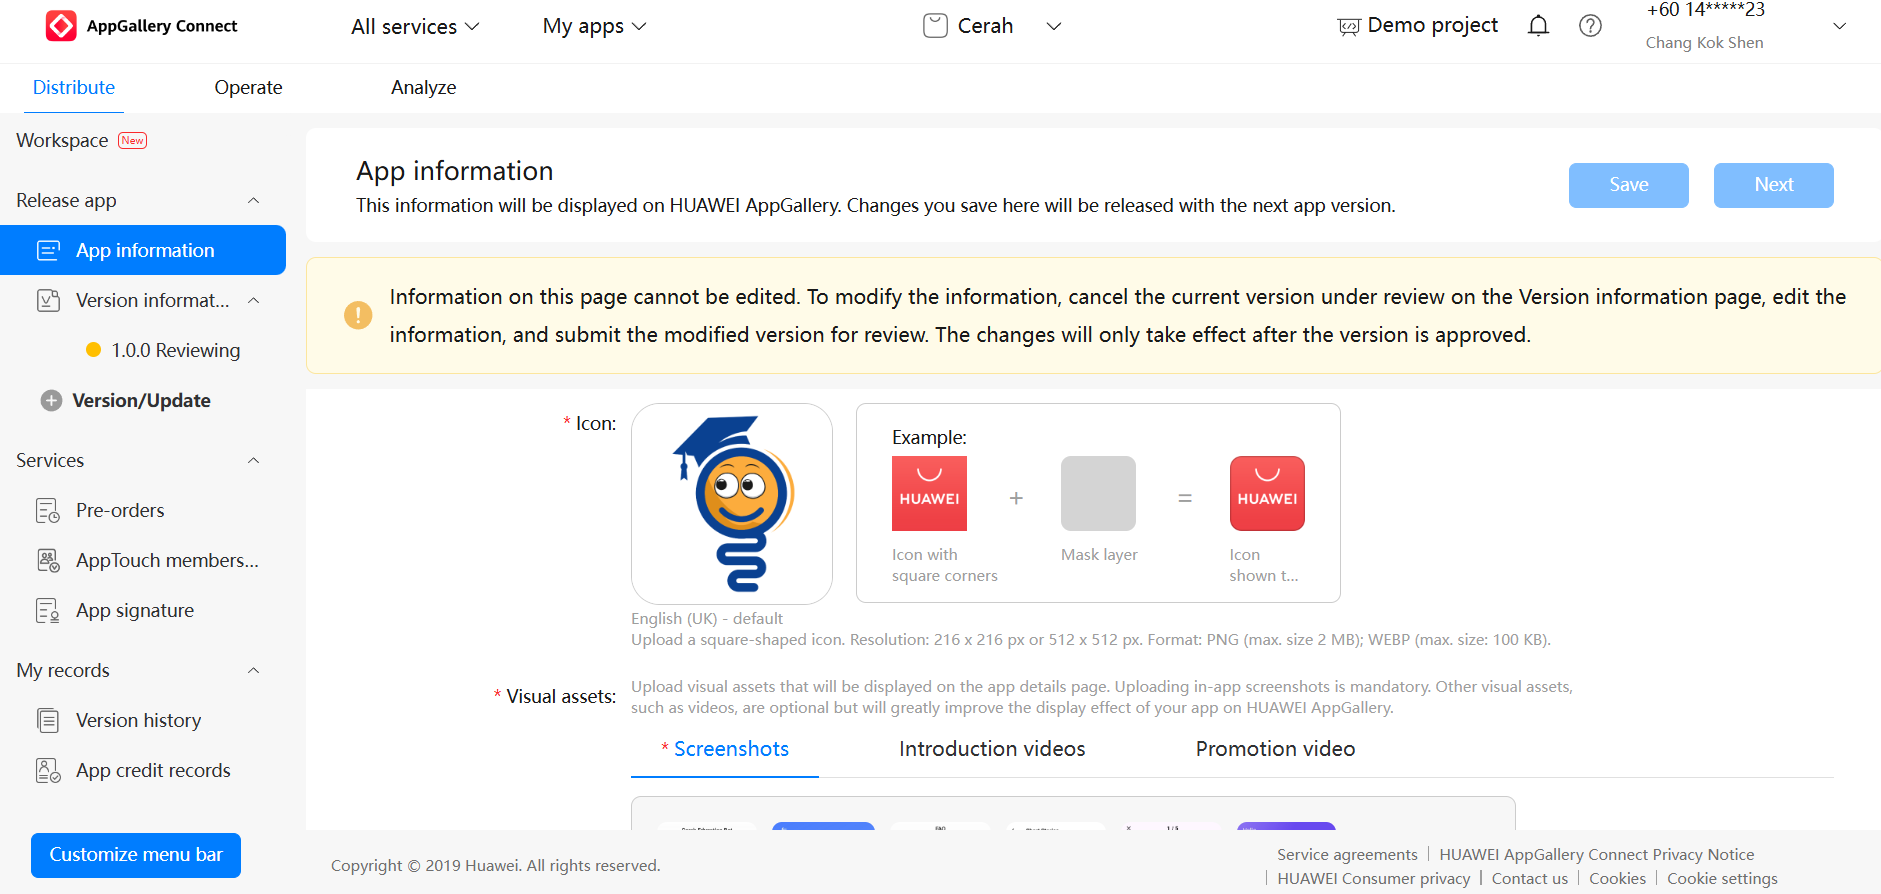 AppGallery Connect
All services
My apps
Cerah
Demo project
+60 14*****23
Chang Kok Shen
Distribute
Operate
Analyze
Workspace New
Release app
App information
Version informat...
1.0.0 Reviewing
Version/Update
Services
Pre-orders
AppTouch members...
App signature
My records
Version history
App credit records
Customize menu bar
App information
This information will be displayed on HUAWEI AppGallery. Changes you save here will be released with the next app version.
Save
Next
Information on this page cannot be edited. To modify the information, cancel the current version under review on the Version information page, edit the
information, and submit the modified version for review. The changes will only take effect after the version is approved.
* Icon:
Example:
HUAWEI
+
=
HUAWEI
Icon with
square corners
Mask layer
Icon
shown t...
English (UK) - default
Upload a square-shaped icon. Resolution: 216 x 216 px or 512 x 512 px. Format: PNG (max. size 2 MB); WEBP (max. size: 100 KB).
* Visual assets:
Upload visual assets that will be displayed on the app details page. Uploading in-app screenshots is mandatory. Other visual assets,
such as videos, are optional but will greatly improve the display effect of your app on HUAWEI AppGallery.
* Screenshots
Introduction videos
Promotion video
Copyright © 2019 Huawei. All rights reserved.
Service agreements | HUAWEI AppGallery Connect Privacy Notice
| HUAWEI Consumer privacy | Contact us | Cookies | Cookie settings